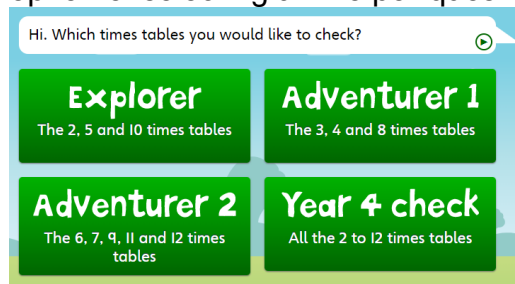 Hi. Which times tables you would like to check?
Explorer
The 2, 5 and 10 times tables
Adventurer 1
The 3, 4 and 8 times tables
Adventurer 2
The 6, 7, 9, 11 and 12 times
tables
Year 4 check
All the 2 to 12 times tables